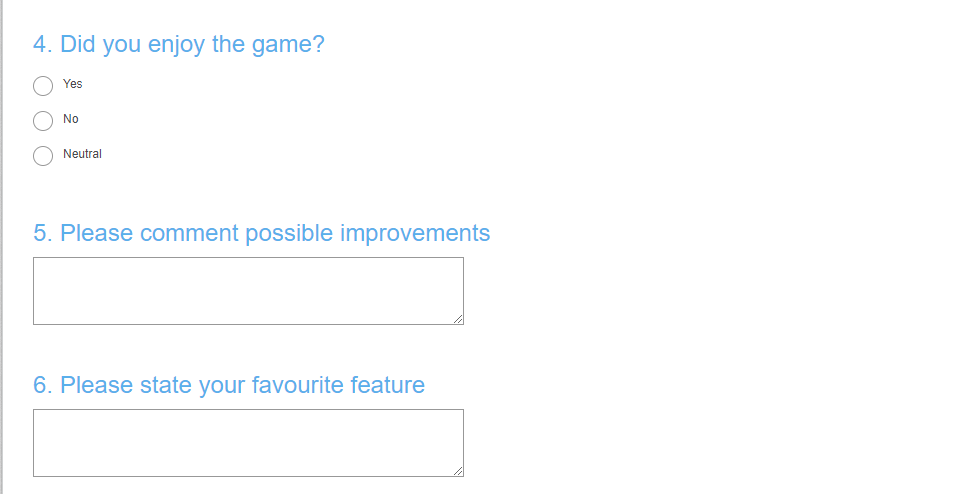 4. Did you enjoy the game?
Yes
No
Neutral
5. Please comment possible improvements
6. Please state your favourite feature